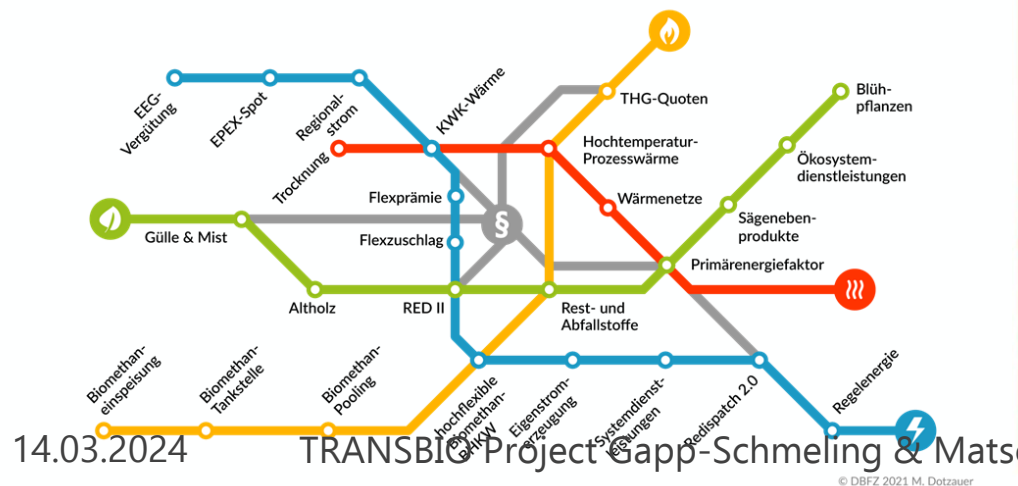 THG-Quoten
EEG-
Vergütung
EPEX-Spot
Regional-
strom
KWK-Wärme
Blüh-
pflanzen
Trocknung
Hochtemperatur-
Prozesswärme
Ökosystem-
dienstleistungen
Flexprämie
Wärmenetze
§
Sägeneben-
produkte
Gülle & Mist
Flexzuschlag
Primärenergiefaktor
Altholz
RED II
Rest- und
Abfallstoffe
Biomethan-
einspeisung
Biomethan-
Tankstelle
Biomethan-
Pooling
hochflexible
Biomethan-
BHKW
Eigenstrom-
erzeugung
Systemdienst-
leistungen
Redispatch 2.0
Regelenergie
14.03.2024
TRANSBIO Project Gapp-Schmeling & Mats
© DBFZ 2021 M. Dotzauer